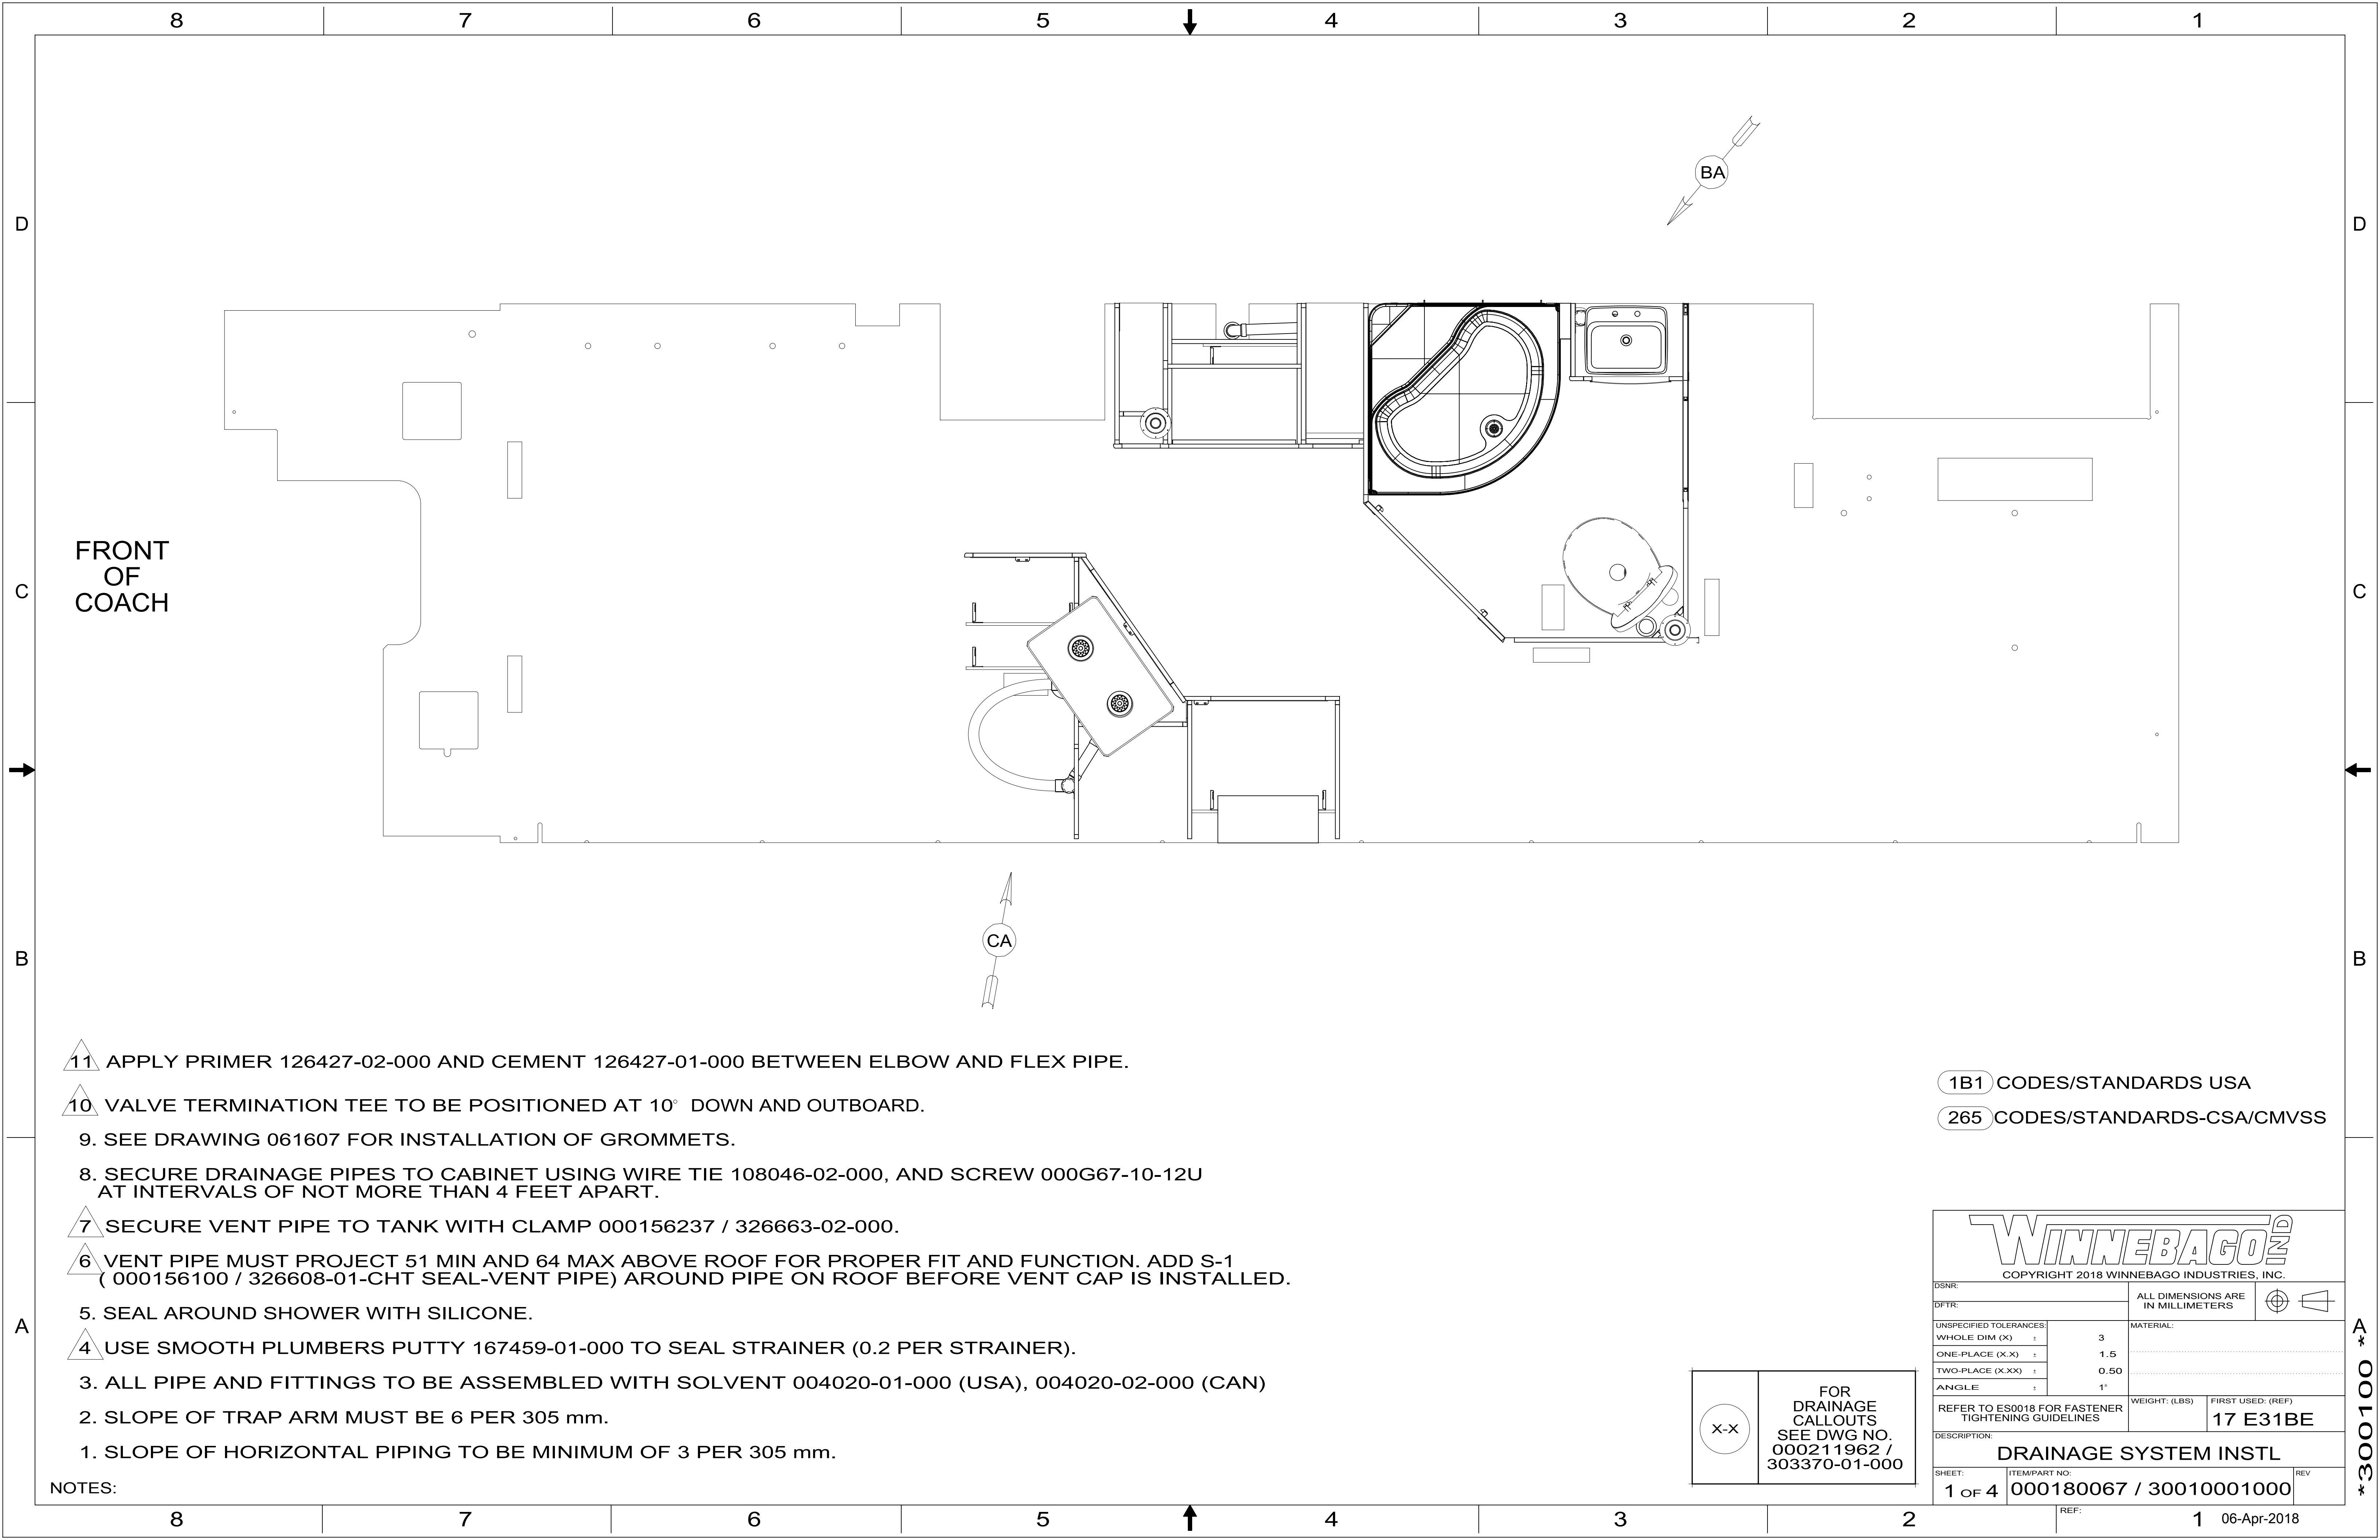 8 7 6 5 4 3 2 1
D D
BA
FRONT
OF
COACH
C C
CA
B B
11 APPLY PRIMER 126427-02-000 AND CEMENT 126427-01-000 BETWEEN ELBOW AND FLEX PIPE.
10 VALVE TERMINATION TEE TO BE POSITIONED AT 10° DOWN AND OUTBOARD.
9. SEE DRAWING 061607 FOR INSTALLATION OF GROMMETS.
8. SECURE DRAINAGE PIPES TO CABINET USING WIRE TIE 108046-02-000, AND SCREW 000G67-10-12U
AT INTERVALS OF NOT MORE THAN 4 FEET APART.
7 SECURE VENT PIPE TO TANK WITH CLAMP 000156237 / 326663-02-000.
6 VENT PIPE MUST PROJECT 51 MIN AND 64 MAX ABOVE ROOF FOR PROPER FIT AND FUNCTION. ADD S-1
( 000156100 / 326608-01-CHT SEAL-VENT PIPE) AROUND PIPE ON ROOF BEFORE VENT CAP IS INSTALLED.
5. SEAL AROUND SHOWER WITH SILICONE.
4 USE SMOOTH PLUMBERS PUTTY 167459-01-000 TO SEAL STRAINER (0.2 PER STRAINER).
3. ALL PIPE AND FITTINGS TO BE ASSEMBLED WITH SOLVENT 004020-01-000 (USA), 004020-02-000 (CAN)
2. SLOPE OF TRAP ARM MUST BE 6 PER 305 mm.
1. SLOPE OF HORIZONTAL PIPING TO BE MINIMUM OF 3 PER 305 mm.
NOTES:
1B1 CODES/STANDARDS USA
265 CODES/STANDARDS-CSA/CMVSS
X-X
FOR
DRAINAGE
CALLOUTS
SEE DWG NO.
000211962 /
303370-01-000
WINNEBAGO IND
COPYRIGHT 2018 WINNEBAGO INDUSTRIES, INC.
DSNR:
DFTR:
ALL DIMENSIONS ARE
IN MILLIMETERS
UNSPECIFIED TOLERANCES:
WHOLE DIM (X) ± 3
ONE-PLACE (X.X) ± 1.5
TWO-PLACE (X.XX) ± 0.50
ANGLE ± 1°
MATERIAL:
REFER TO ES0018 FOR FASTENER
TIGHTENING GUIDELINES
WEIGHT: (LBS)
FIRST USED: (REF)
17 E31BE
DESCRIPTION:
DRAINAGE SYSTEM INSTL
SHEET:
1 OF 4
ITEM/PART NO:
000180067 / 30010001000
REV
REF:
06-Apr-2018
A A
*300100*
8 7 6 5 4 3 2 1